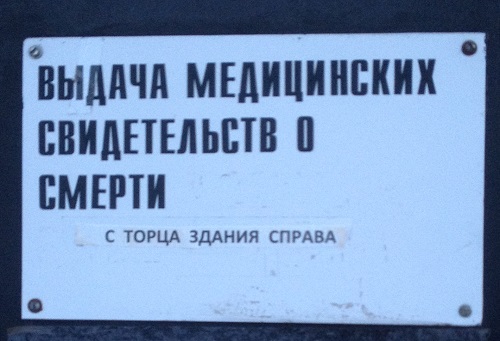 ВЫДАЧА МЕДИЦИНСКИХ
СВИДЕТЕЛЬСТВ О
СМЕРТИ
С ТОРЦА ЗДАНИЯ СПРАВА